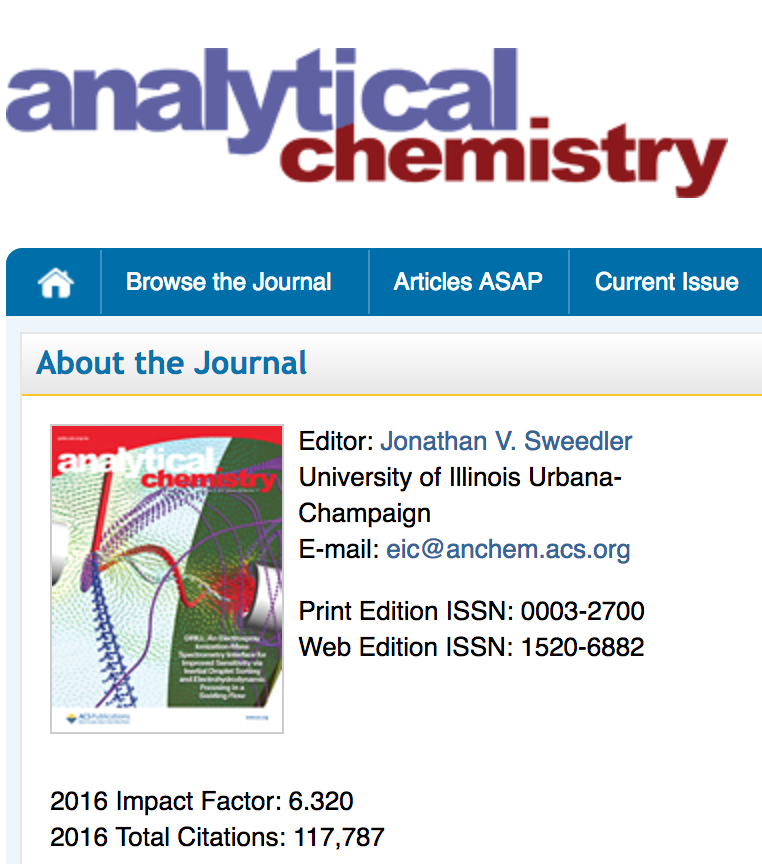 analytical
chemistry
Browse the Journal
Articles ASAP
Current Issue
About the Journal
analytical
chemistry
DRILL: An Electrospray
Ionization-Mass
Spectrometry Interface for
Improved Sensitivity via
Inertial Droplet Sorting
and Electrohydrodynamic
Focusing in a
Swirling Flow
ACS Publications
Editor: Jonathan V. Sweedler
University of Illinois Urbana-
Champaign
E-mail: eic@anchem.acs.org
Print Edition ISSN: 0003-2700
Web Edition ISSN: 1520-6882
2016 Impact Factor: 6.320
2016 Total Citations: 117,787